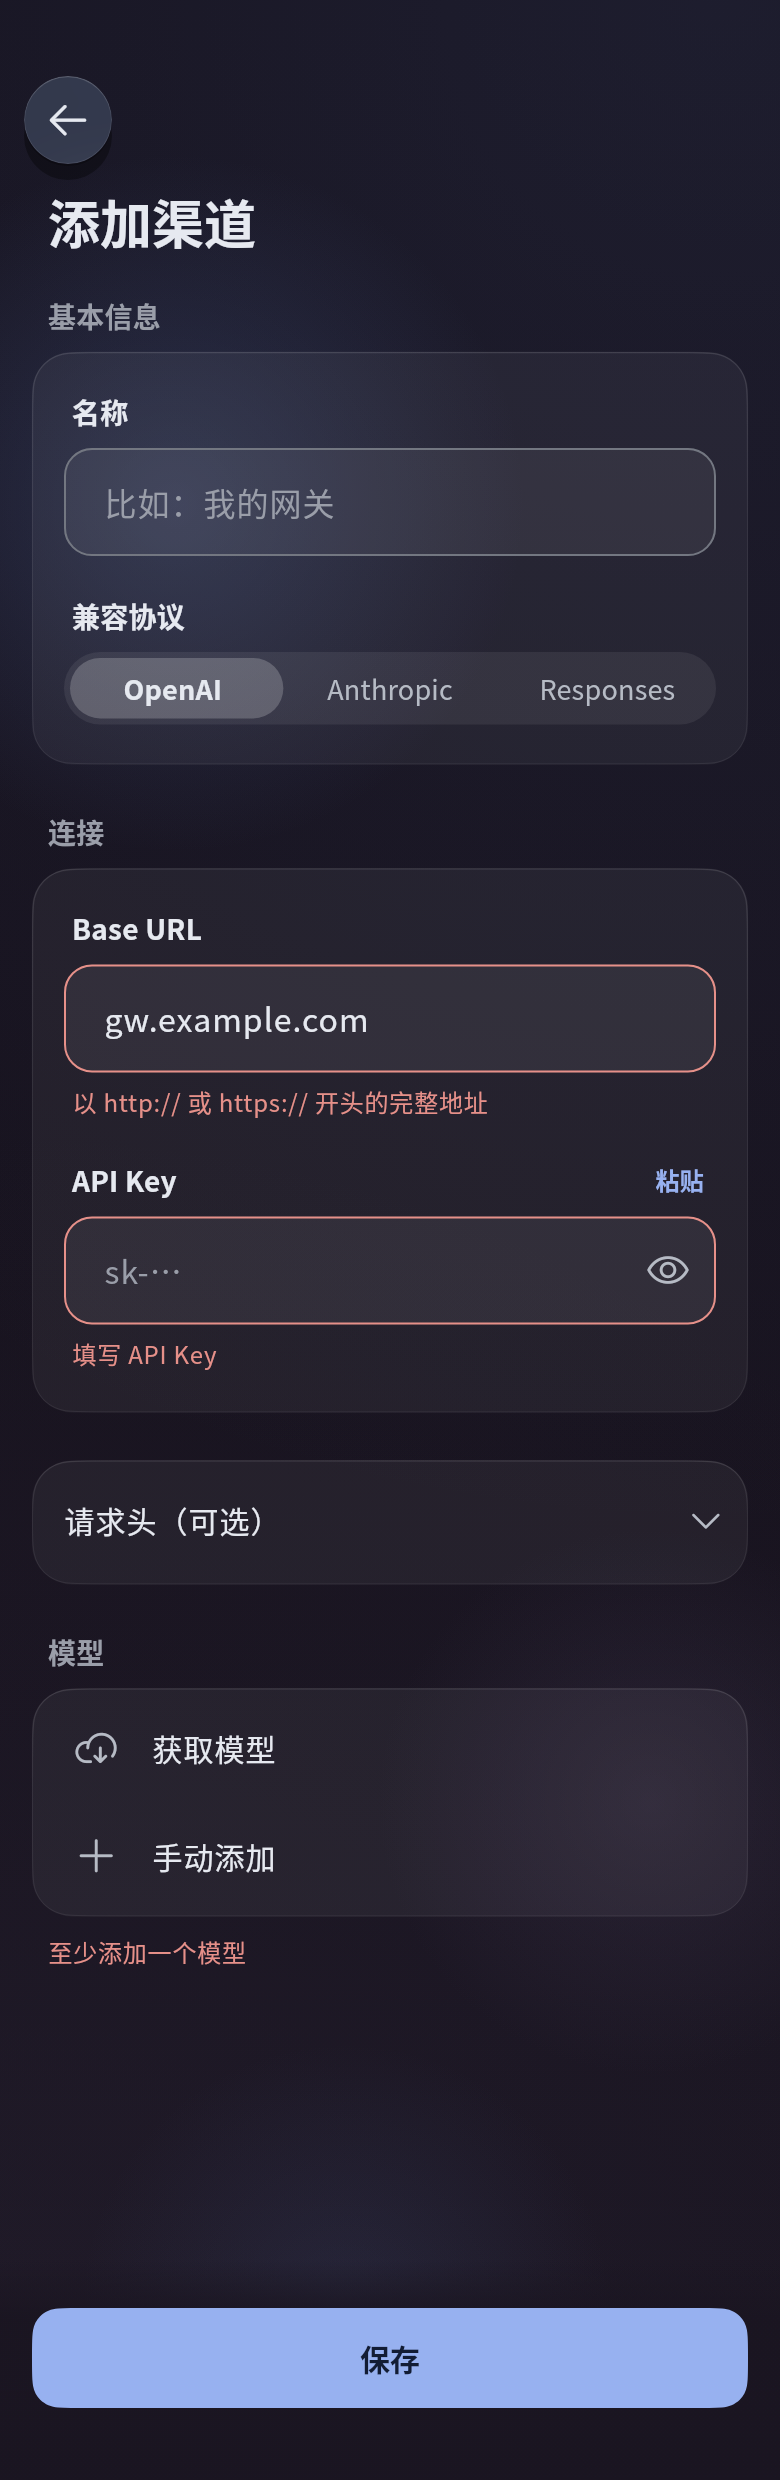 添加渠道
基本信息
名称
比如：我的网关
兼容协议
OpenAI Anthropic Responses
连接
Base URL
gw.example.com
以 http:// 或 https:// 开头的完整地址
API Key 粘贴
sk-…
填写 API Key
请求头（可选）
模型
获取模型
手动添加
至少添加一个模型
保存